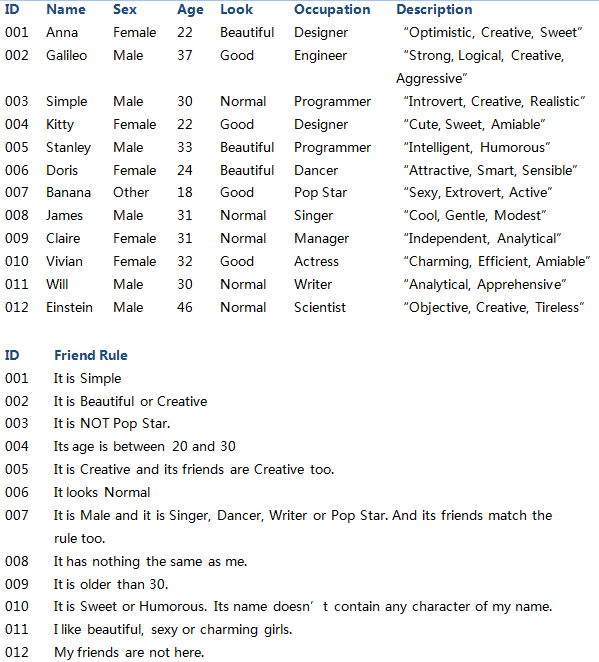 ID Name Sex Age Look Occupation Description
001 Anna Female 22 Beautiful Designer "Optimistic, Creative, Sweet"
002 Galileo Male 37 Good Engineer "Strong, Logical, Creative,
Aggressive"
003 Simple Male 30 Normal Programmer "Introvert, Creative, Realistic"
004 Kitty Female 22 Good Designer "Cute, Sweet, Amiable"
005 Stanley Male 33 Beautiful Programmer "Intelligent, Humorous"
006 Doris Female 24 Beautiful Dancer "Attractive, Smart, Sensible"
007 Banana Other 18 Good Pop Star "Sexy, Extrovert, Active"
008 James Male 31 Normal Singer "Cool, Gentle, Modest"
009 Claire Female 31 Normal Manager "Independent, Analytical"
010 Vivian Female 32 Good Actress "Charming, Efficient, Amiable"
011 Will Male 30 Normal Writer "Analytical, Apprehensive"
012 Einstein Male 46 Normal Scientist "Objective, Creative, Tireless"
ID Friend Rule
001 It is Simple
002 It is Beautiful or Creative
003 It is NOT Pop Star.
004 Its age is between 20 and 30
005 It is Creative and its friends are Creative too.
006 It looks Normal
007 It is Male and it is Singer, Dancer, Writer or Pop Star. And its friends match the
rule too.
008 It has nothing the same as me.
009 It is older than 30.
010 It is Sweet or Humorous. Its name doesn't contain any character of my name.
011 I like beautiful, sexy or charming girls.
012 My friends are not here.